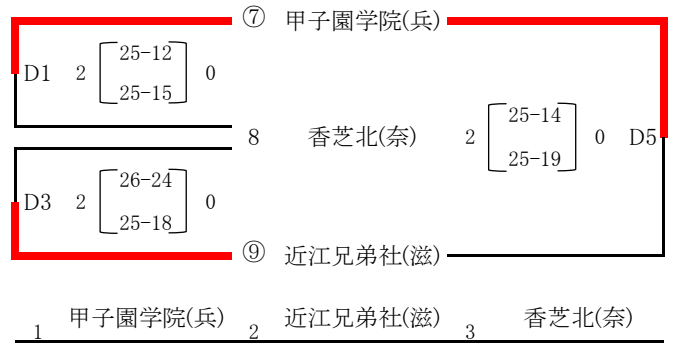 ⑦ 甲子園学院(兵)
D1 2 25-12 0
25-15
8 香芝北(奈) 2 25-14 0 D5
25-19
D3 2 26-24 0
25-18
⑨ 近江兄弟社(滋)
1 甲子園学院(兵) 2 近江兄弟社(滋) 3 香芝北(奈)